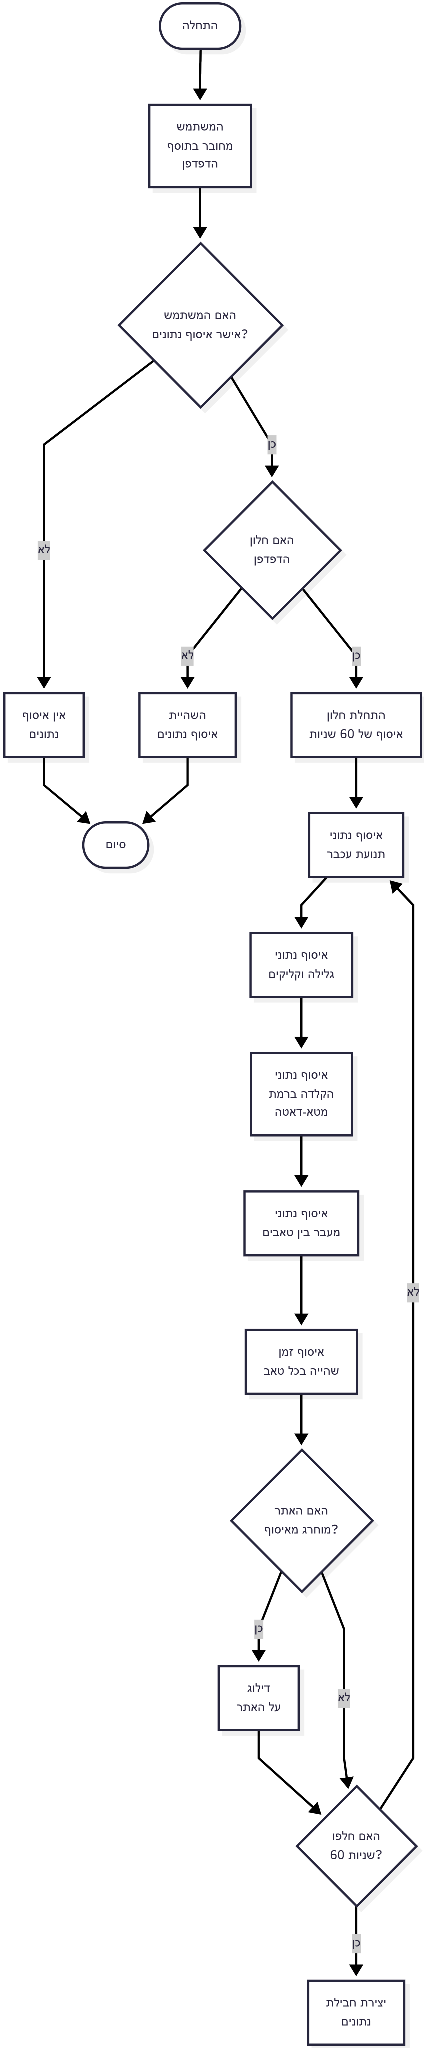 התחלה
המשתמש
מחובר בתוסף
הדפדפן
האם המשתמש
אישר איסוף נתונים?
כן
האם חלון
הדפדפן
לא
לא
כן
אין איסוף
נתונים
השהיית
איסוף נתונים
התחלת חלון
איסוף של 60 שניות
סיום
איסוף נתוני
תנועת עכבר
איסוף נתוני
גלילה וקליקים
איסוף נתוני
הקלדה ברמת
מטא-דאטה
איסוף נתוני
מעבר בין טאבים
לא
איסוף זמן
שהייה בכל טאב
האם האתר
מוחרג מאיסוף?
כן
דילוג
על האתר
לא
האם חלפו
60 שניות?
כן
יצירת חבילת
נתונים